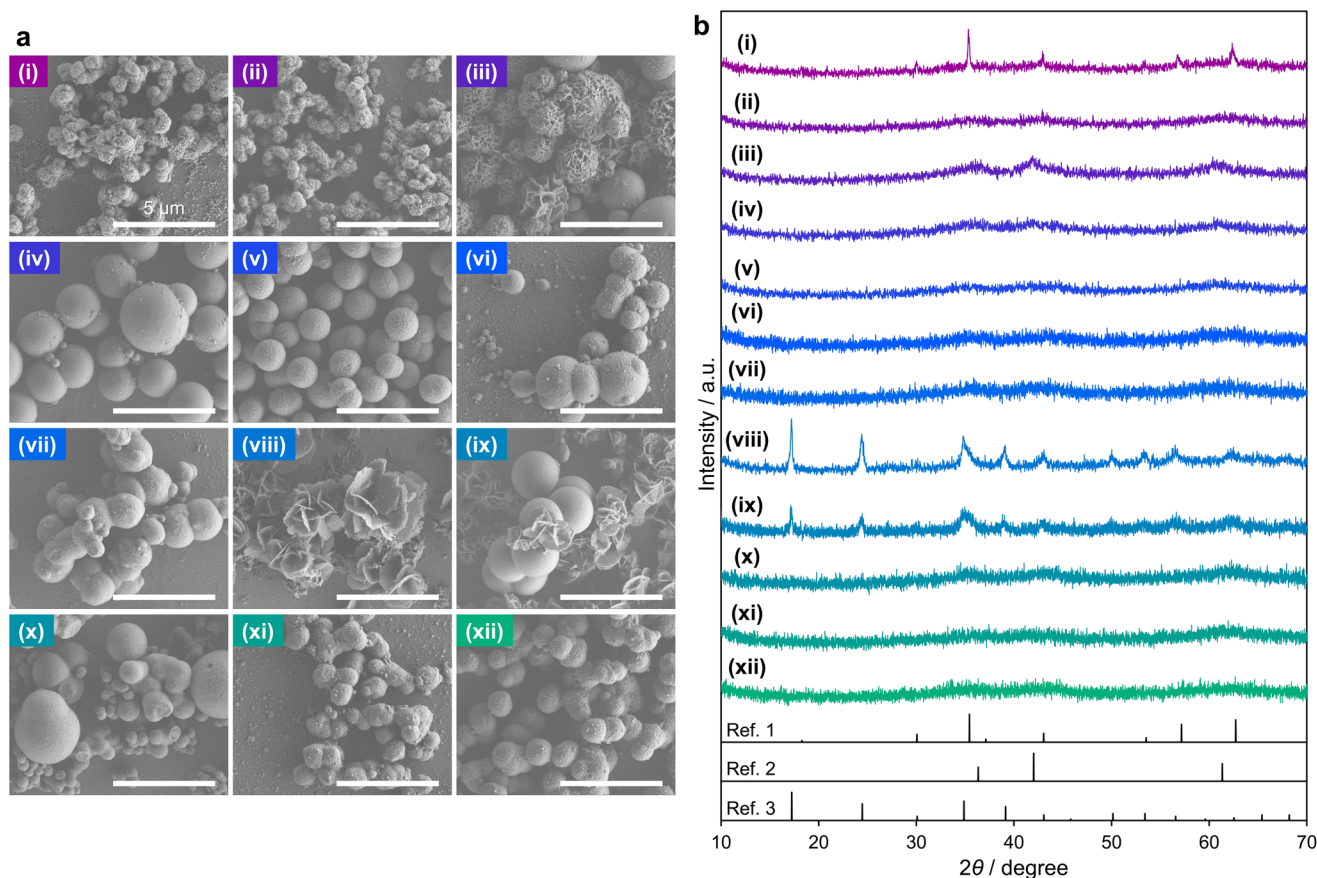 a
(i)
(ii)
(iii)
5 μm
(iv)
(v)
(vi)
(vii)
(viii)
(ix)
(x)
(xi)
(xii)
b
(i)
(ii)
(iii)
(iv)
(v)
(vi)
(vii)
(viii)
(ix)
(x)
(xi)
(xii)
Ref. 1
Ref. 2
Ref. 3
Intensity / a.u.
10 20 30 40 50 60 70
2θ / degree